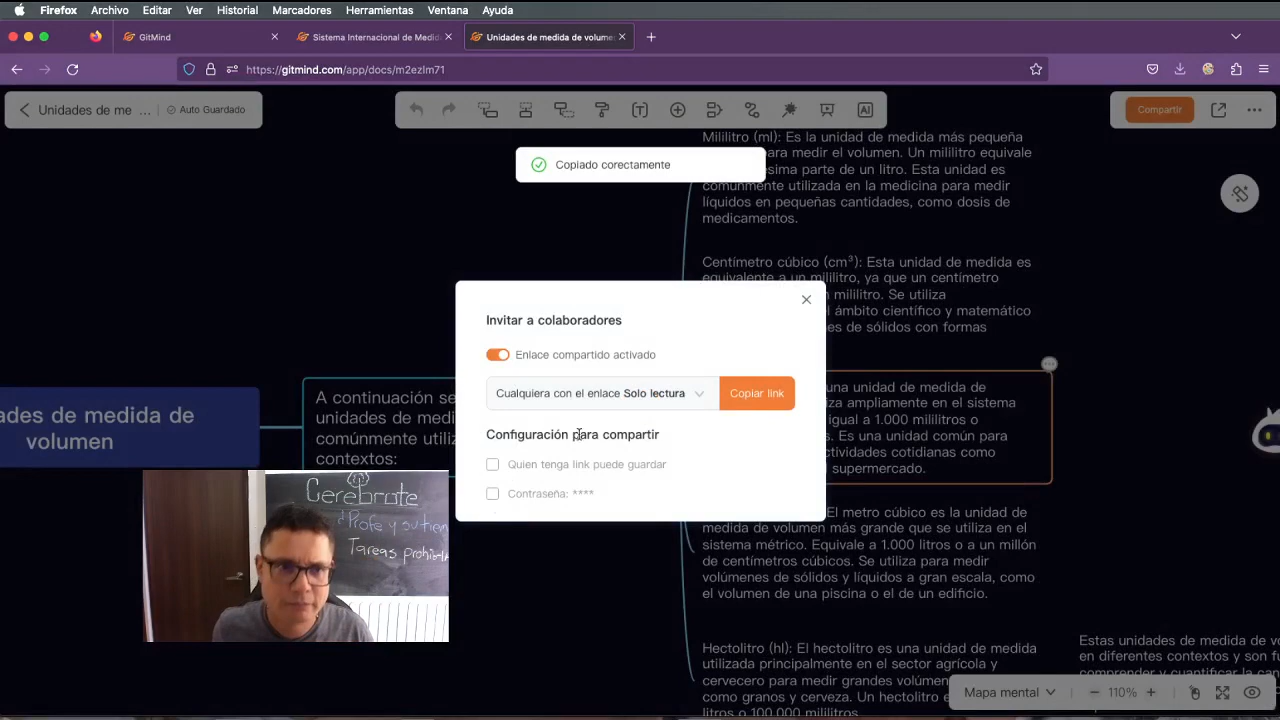 Firefox Archivo Editar Ver Historial Marcadores Herramientas Ventana Ayuda
GitMind
Sistema Internacional de Medid
Unidades de medida de volume
https://gitmind.com/app/docs/m2ezlm71
Unidades de me ...
Auto Guardado
AI
Compartir
Copiado corectamente
Mililitro (ml): Es la unidad de medida más pequeña
para medir el volumen. Un mililitro equivale
ésima parte de un litro. Esta unidad es
comúnmente utilizada en la medicina para medir
líquidos en pequeñas cantidades, como dosis de
medicamentos.
Centímetro cúbico (cm³): Esta unidad de medida es
equivalente a un mililitro, ya que un centímetro
mililitro. Se utiliza
el ámbito científico y matemático
es de sólidos con formas
Invitar a colaboradores
Enlace compartido activado
Cualquiera con el enlace Solo lectura
Copiar link
Configuración para compartir
Quien tenga link puede guardar
Contraseña: ****
ades de medida de
volumen
A continuación se
unidades de medi
comúnmente utiliz
contextos:
una unidad de medida de
iza ampliamente en el sistema
igual a 1.000 mililitros o
. Es una unidad común para
ctividades cotidianas como
supermercado.
El metro cúbico es la unidad de
medida de volumen más grande que se utiliza en el
sistema métrico. Equivale a 1.000 litros o a un millón
de centímetros cúbicos. Se utiliza para medir
volúmenes de sólidos y líquidos a gran escala, como
el volumen de una piscina o el de un edificio.
Hectolitro (hl): El hectolitro es una unidad de medida
utilizada principalmente en el sector agrícola y
cervecero para medir grandes volúmen
como granos y cerveza. Un hectolitro e
litros o 100.000 mililitros.
Estas unidades de medida de vo
en diferentes contextos y son fu
comprender y cuantificar la can
Mapa mental
110%
Cerebrote
Profe y su
Tareas prohib